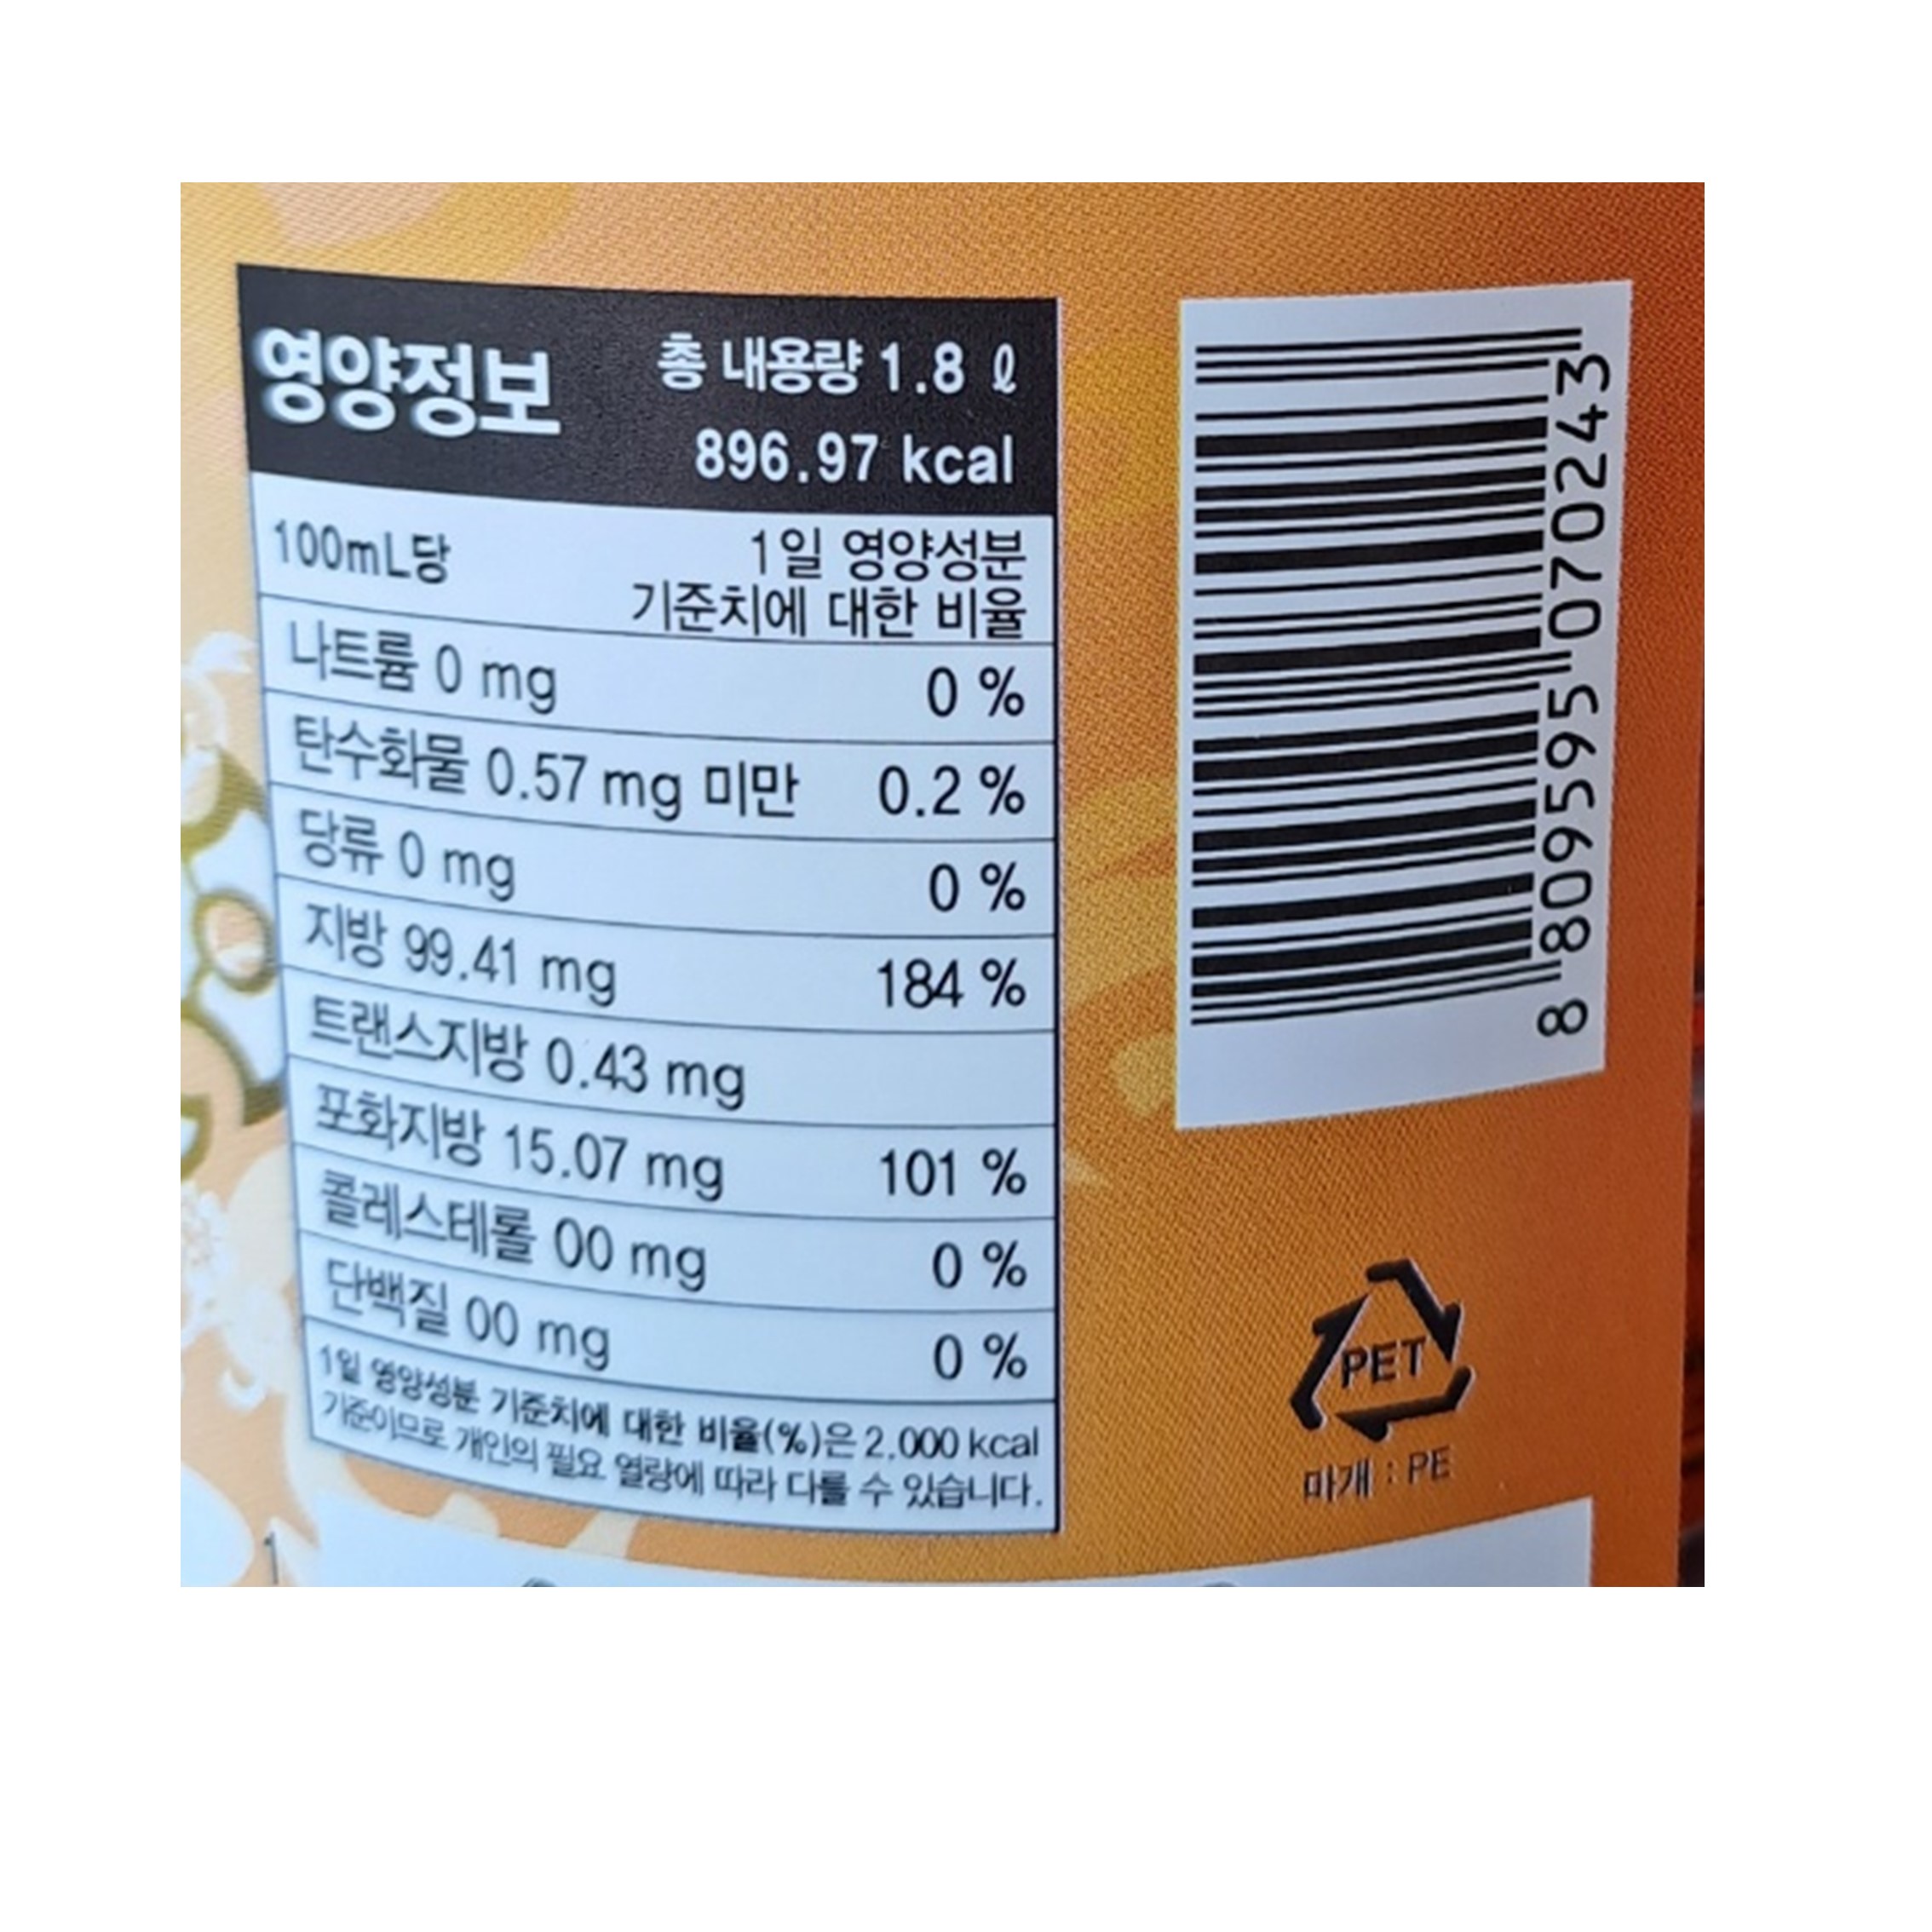 영양정보
총 내용량 1.8 ℓ
896.97 kcal
100mL당
1일 영양성분
기준치에 대한 비율
나트륨 0 mg 0 %
탄수화물 0.57 mg 미만 0.2 %
당류 0 mg 0 %
지방 99.41 mg 184 %
트랜스지방 0.43 mg
포화지방 15.07 mg 101 %
콜레스테롤 00 mg 0 %
단백질 00 mg 0 %
1일 영양성분 기준치에 대한 비율(%)은 2,000 kcal
기준이므로 개인의 필요 열량에 따라 다를 수 있습니다.
8 809595 070243
PET
마개 : PE